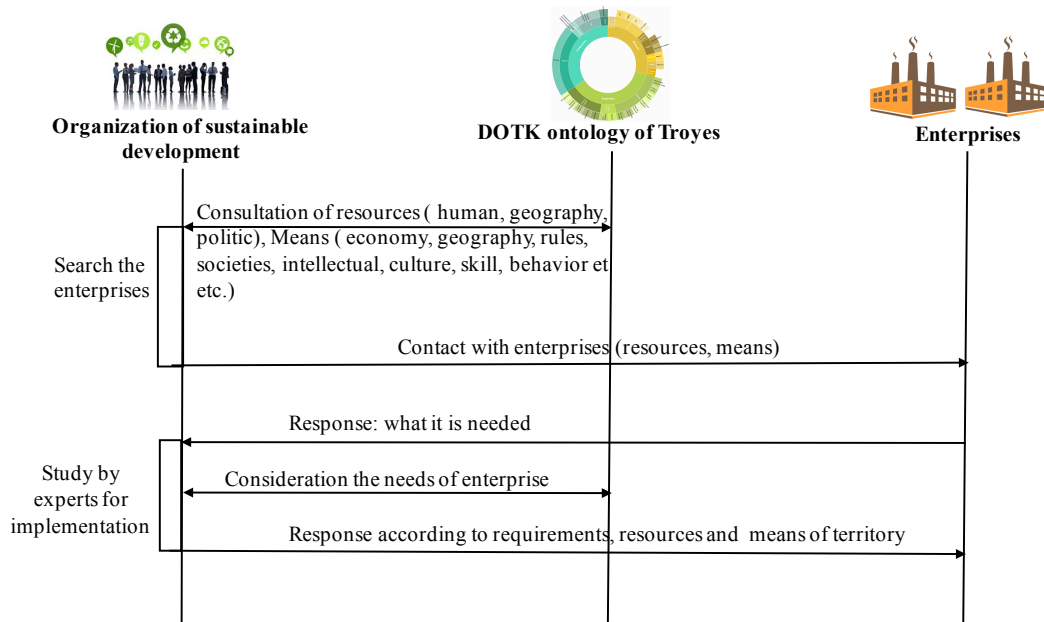 Organization of sustainable
development
DOTK ontology of Troyes
Enterprises
Consultation of resources ( human, geography,
politic), Means ( economy, geography, rules,
societies, intellectual, culture, skill, behavior et
etc.)
Search the
enterprises
Contact with enterprises (resources, means)
Response: what it is needed
Study by
experts for
implementation
Consideration the needs of enterprise
Response according to requirements, resources and means of territory